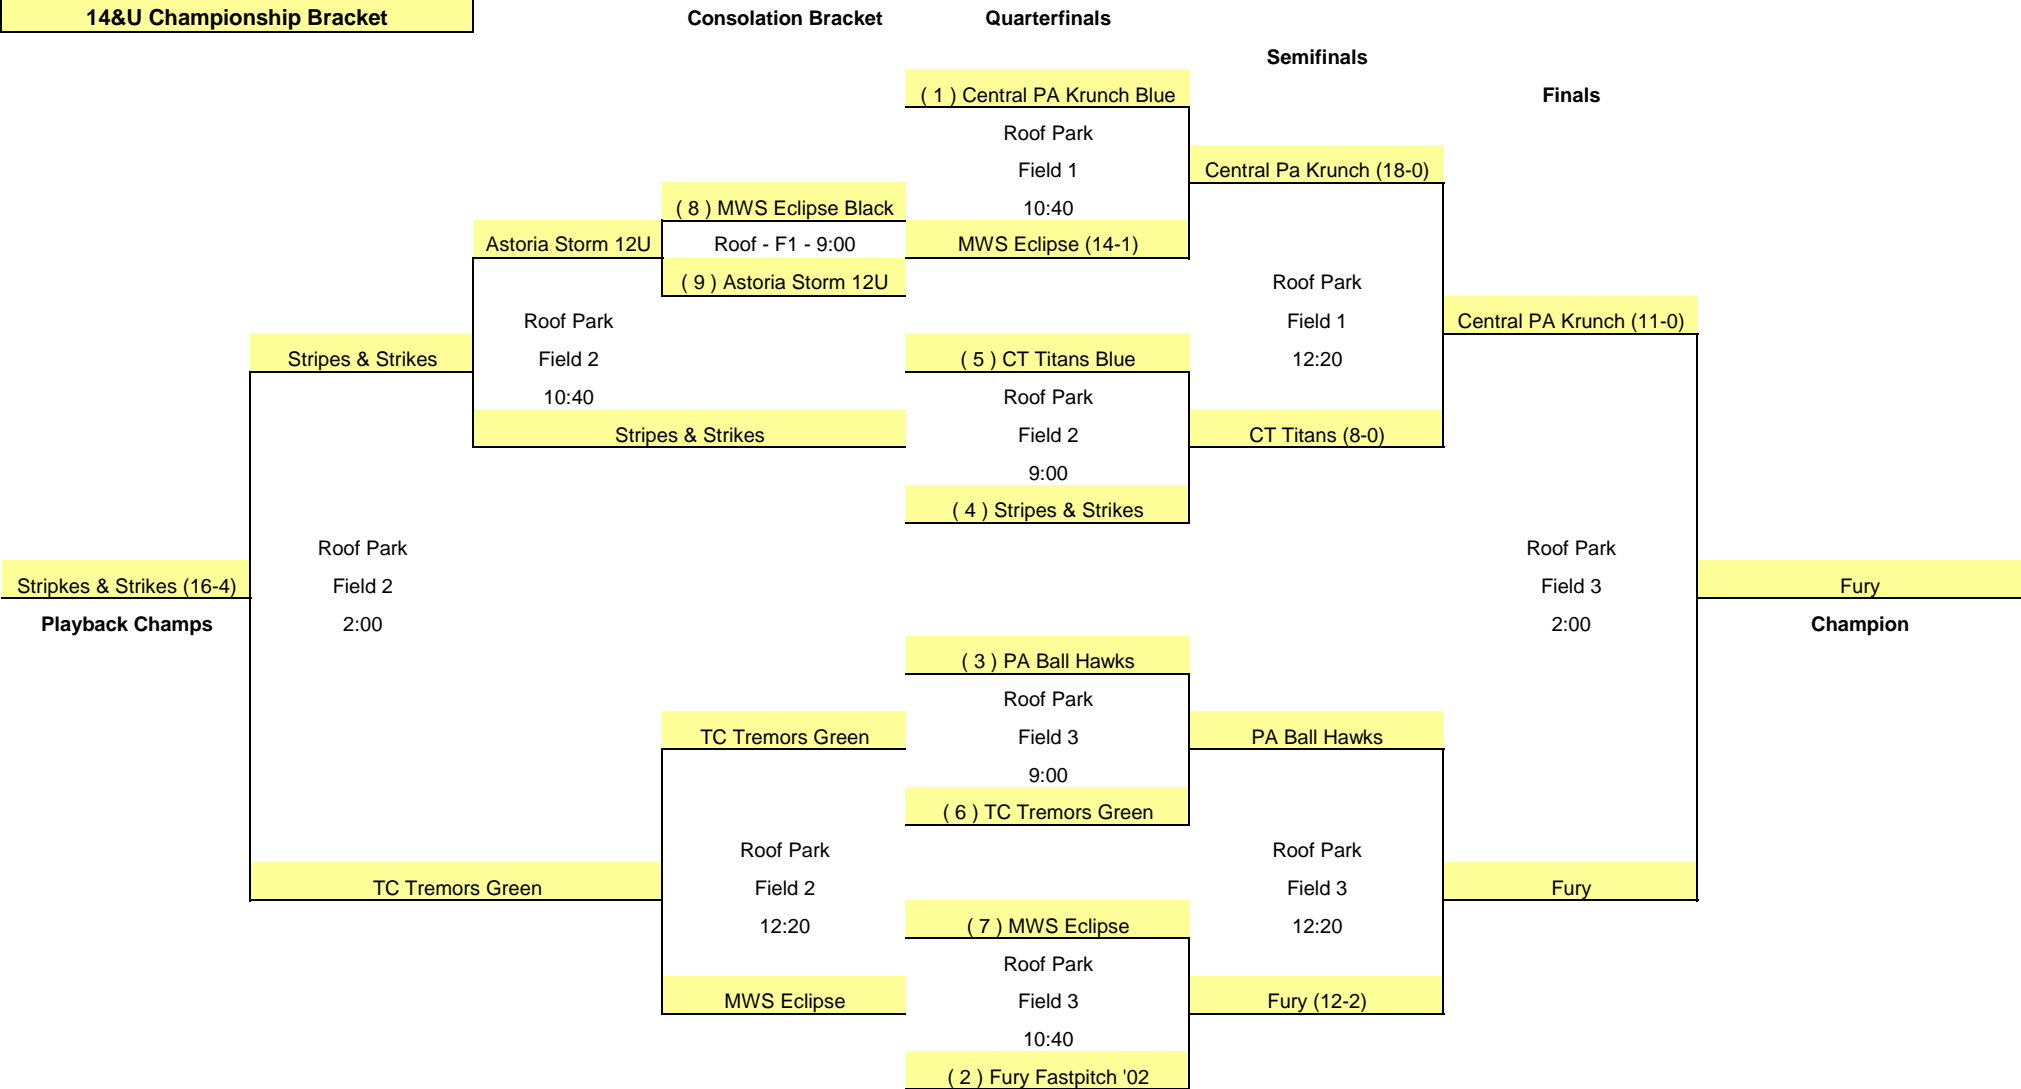 14&U Championship Bracket
Consolation Bracket
Quarterfinals
Semifinals
( 1 ) Central PA Krunch Blue
Finals
Roof Park
Field 1
Central Pa Krunch (18-0)
( 8 ) MWS Eclipse Black
10:40
Astoria Storm 12U
Roof - F1 - 9:00
MWS Eclipse (14-1)
( 9 ) Astoria Storm 12U
Roof Park
Roof Park
Field 1
Central PA Krunch (11-0)
Stripes & Strikes
Field 2
( 5 ) CT Titans Blue
12:20
10:40
Roof Park
Stripes & Strikes
Field 2
CT Titans (8-0)
9:00
( 4 ) Stripes & Strikes
Roof Park
Roof Park
Stripkes & Strikes (16-4)
Field 2
Field 3
Fury
Playback Champs
2:00
2:00
Champion
( 3 ) PA Ball Hawks
Roof Park
TC Tremors Green
Field 3
PA Ball Hawks
9:00
( 6 ) TC Tremors Green
Roof Park
Roof Park
TC Tremors Green
Field 2
Field 3
Fury
12:20
( 7 ) MWS Eclipse
12:20
Roof Park
MWS Eclipse
Field 3
Fury (12-2)
10:40
( 2 ) Fury Fastpitch '02